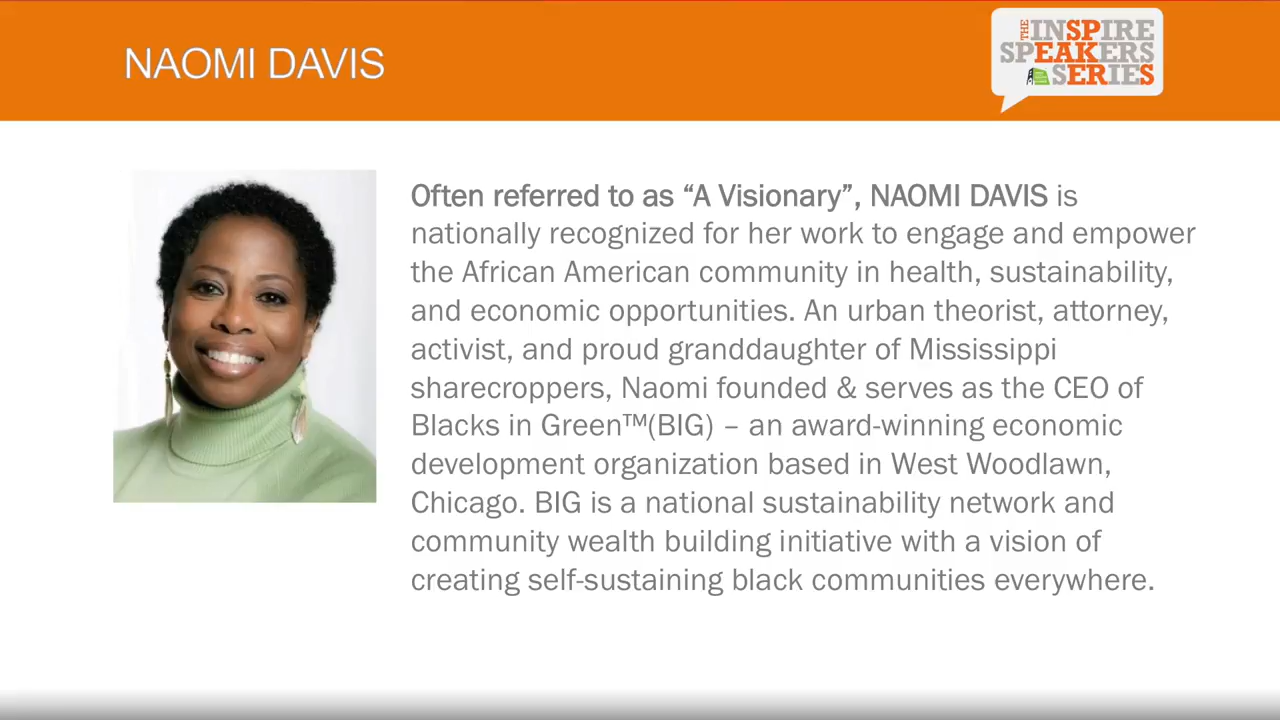 NAOMI DAVIS
THE INSPIRE
SPEAKERS
SERIES
Often referred to as “A Visionary”, NAOMI DAVIS is
nationally recognized for her work to engage and empower
the African American community in health, sustainability,
and economic opportunities. An urban theorist, attorney,
activist, and proud granddaughter of Mississippi
sharecroppers, Naomi founded & serves as the CEO of
Blacks in Green™(BIG) – an award-winning economic
development organization based in West Woodlawn,
Chicago. BIG is a national sustainability network and
community wealth building initiative with a vision of
creating self-sustaining black communities everywhere.